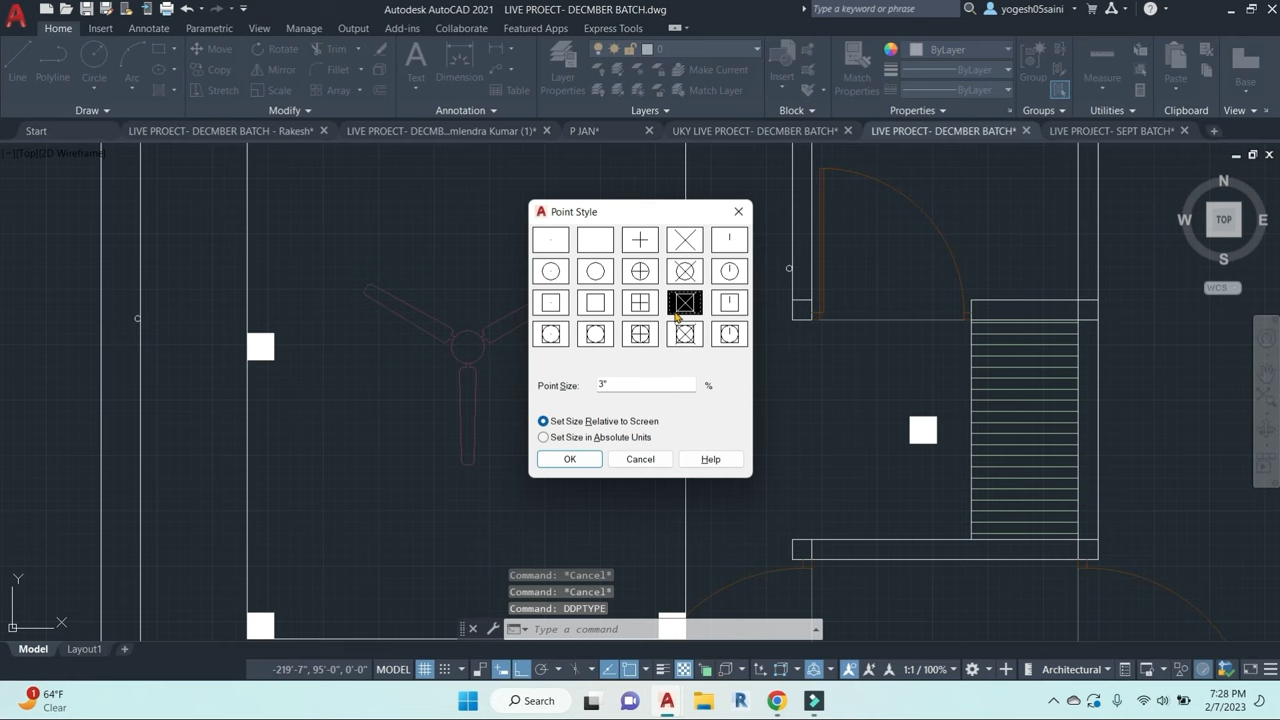 Autodesk AutoCAD 2021 LIVE PROECT- DECMBER BATCH.dwg
Type a keyword or phrase
yogesh05saini
Home Insert Annotate Parametric View Manage Output Add-ins Collaborate Featured Apps Express Tools
Line Polyline Circle Arc
Move Rotate Trim
Copy Mirror Fillet
Stretch Scale Array
Text Dimension Table
Layer Properties
0
Make Current
Match Layer
Insert
Match Properties
ByLayer
ByLayer
ByLayer
Group
Measure
Paste
Base
Draw Modify Annotation Layers Block Properties Groups Utilities Clipboard View
Start LIVE PROECT- DECMBER BATCH - Rakesh* LIVE PROECT- DECMB...mlendra Kumar (1)* P JAN* UKY LIVE PROECT- DECMBER BATCH* LIVE PROECT- DECMBER BATCH* LIVE PROJECT- SEPT BATCH*
[−][Top][2D Wireframe]
N
W TOP E
S
WCS
Point Style
Point Size: 3" %
Set Size Relative to Screen
Set Size in Absolute Units
OK Cancel Help
Command: *Cancel*
Command: *Cancel*
Command: DDPTYPE
Type a command
Y
X
Model Layout1
-219'-7", 95'-0", 0'-0" MODEL 1:1 / 100% Architectural
1
64°F
Clear
Search
7:28 PM
2/7/2023